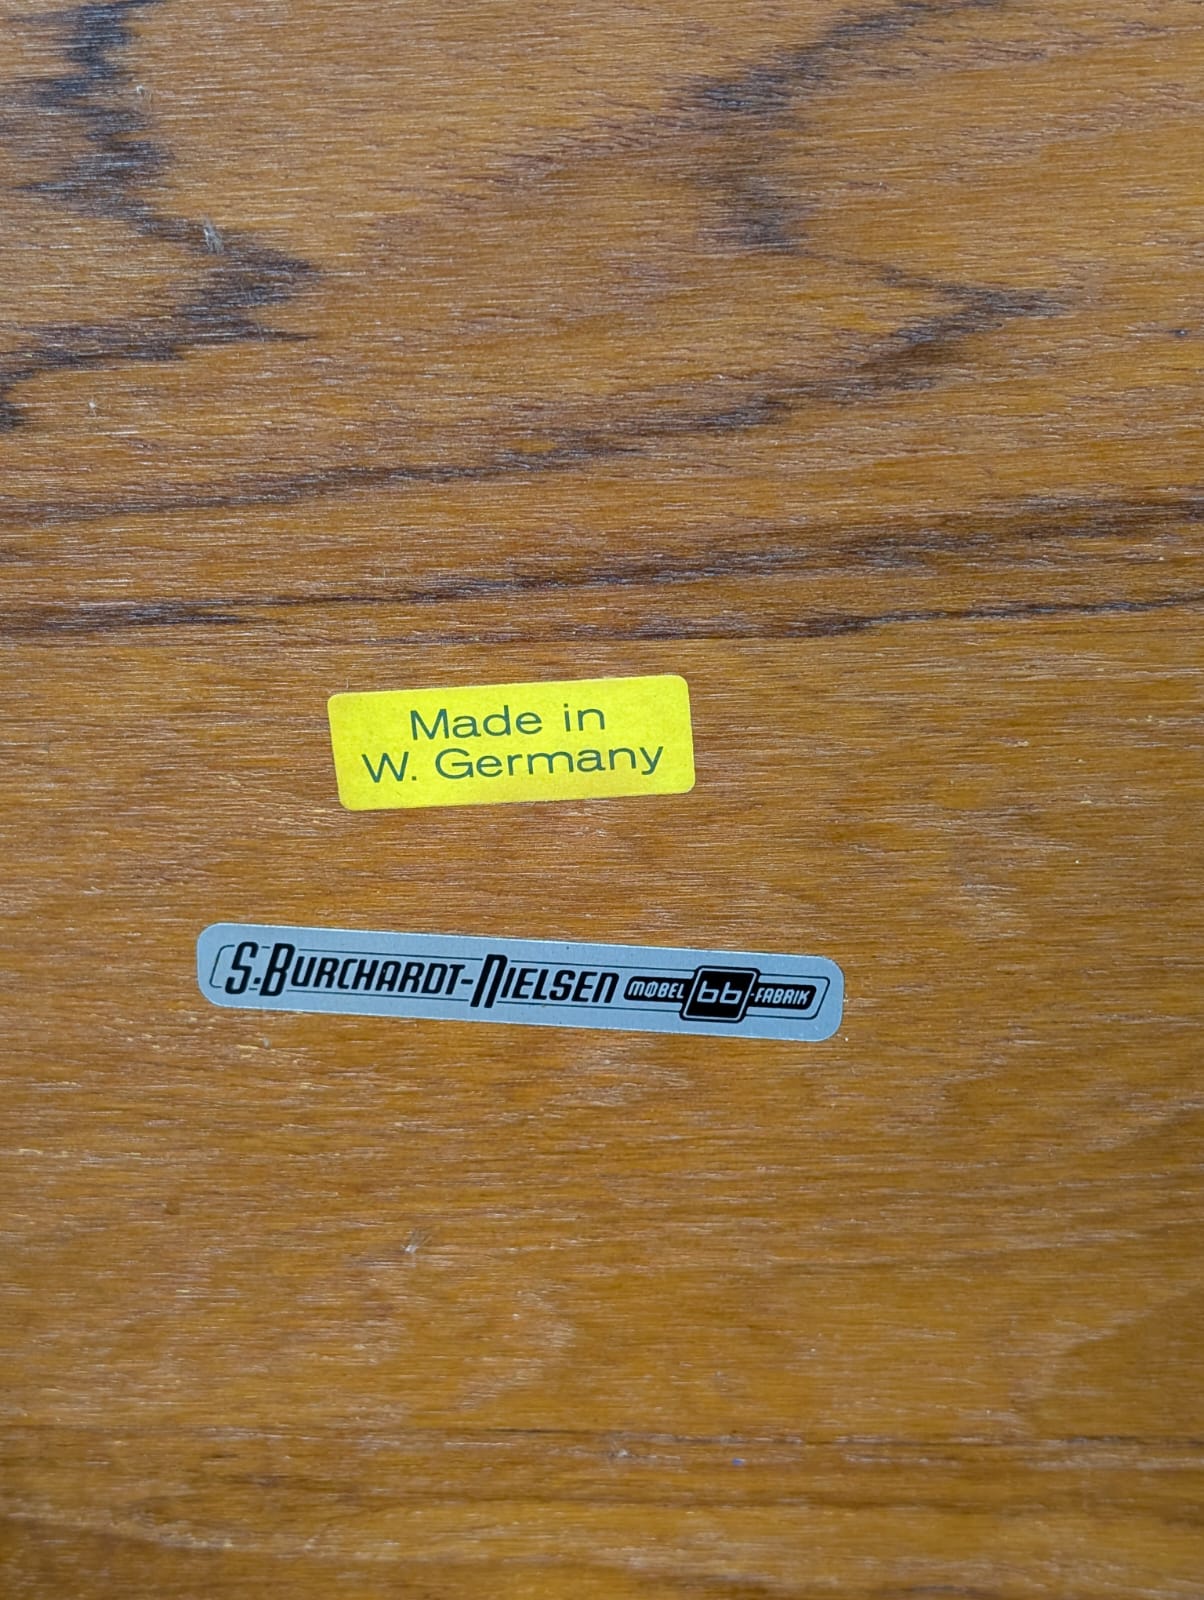 Made in
W. Germany
S. BURCHARDT-NIELSEN MØBEL bb -FABRIK